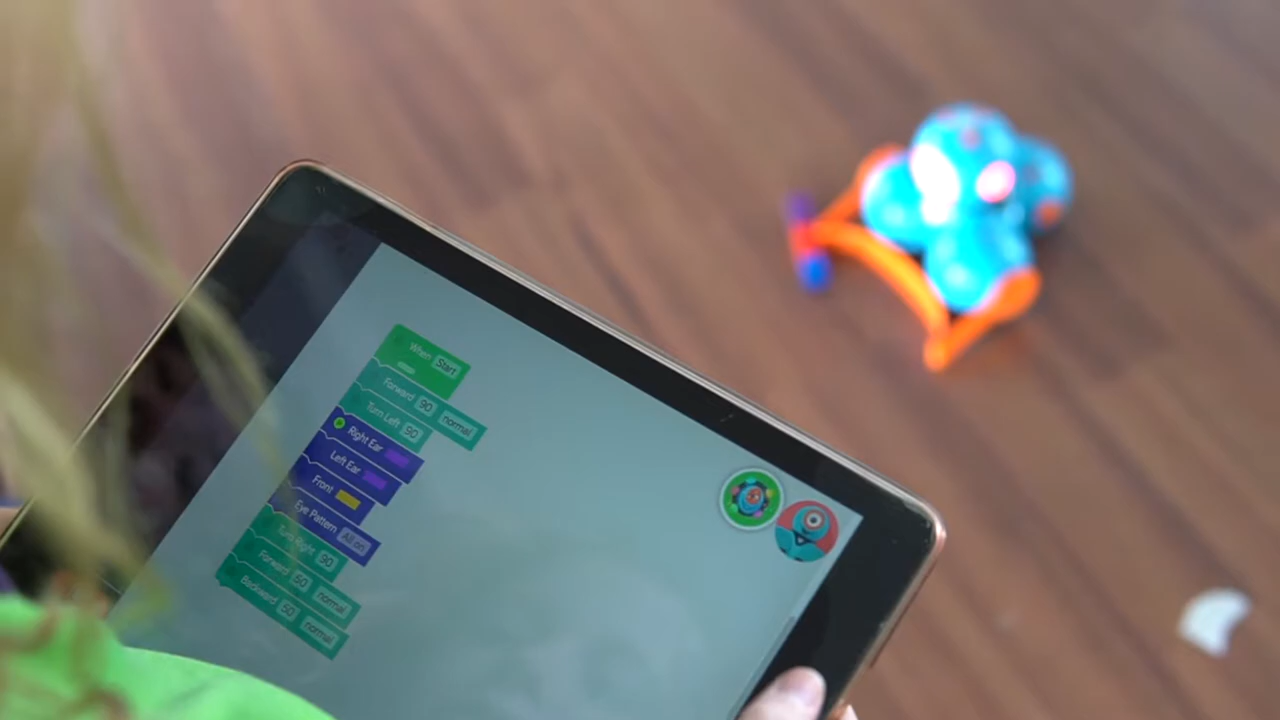 When Start
Forward 90 normal
Turn Left 90
Right Ear
Left Ear
Front
Eye Pattern All on
Turn Right 90
Forward 50 normal
Backward 50 normal